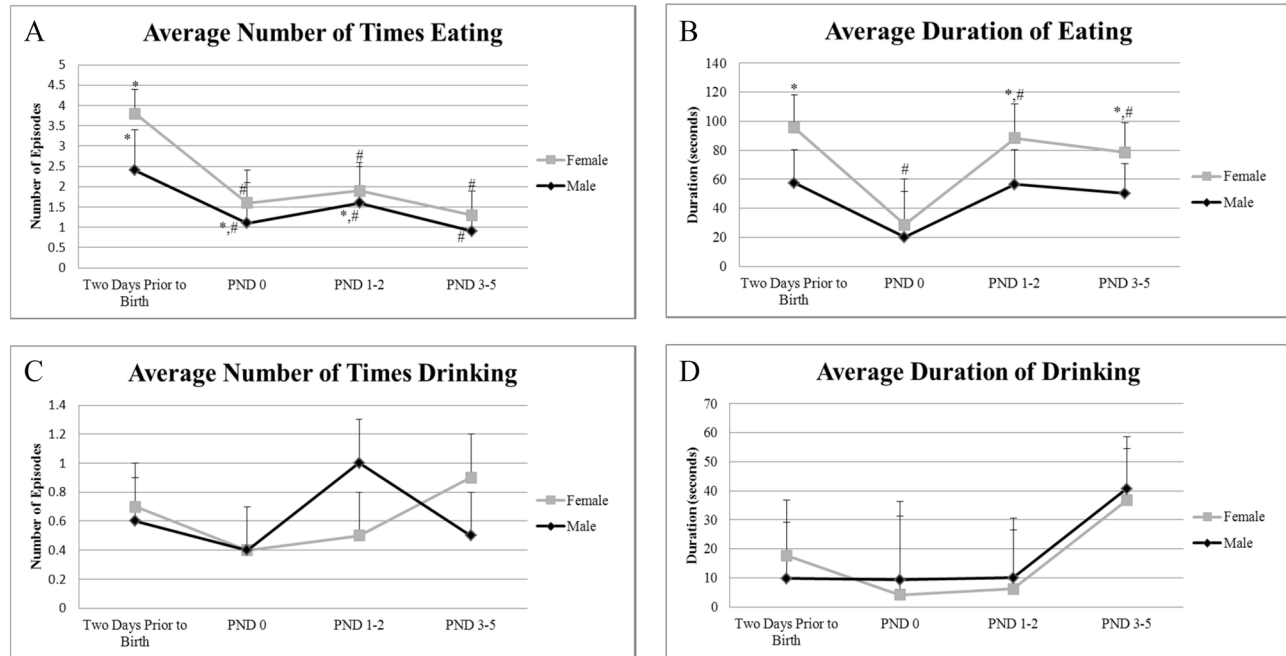 A
Average Number of Times Eating
Number of Episodes
5
4.5
4
3.5
3
2.5
2
1.5
1
0.5
0
*
*
#
*,#
#
*,#
#
#
Two Days Prior to
Birth
PND 0
PND 1-2
PND 3-5
Female
Male
B
Average Duration of Eating
Duration (seconds)
140
120
100
80
60
40
20
0
*
#
*,#
*,#
Two Days Prior to
Birth
PND 0
PND 1-2
PND 3-5
Female
Male
C
Average Number of Times Drinking
Number of Episodes
1.4
1.2
1
0.8
0.6
0.4
0.2
0
Two Days Prior to
Birth
PND 0
PND 1-2
PND 3-5
Female
Male
D
Average Duration of Drinking
Duration (seconds)
70
60
50
40
30
20
10
0
Two Days Prior to
Birth
PND 0
PND 1-2
PND 3-5
Female
Male